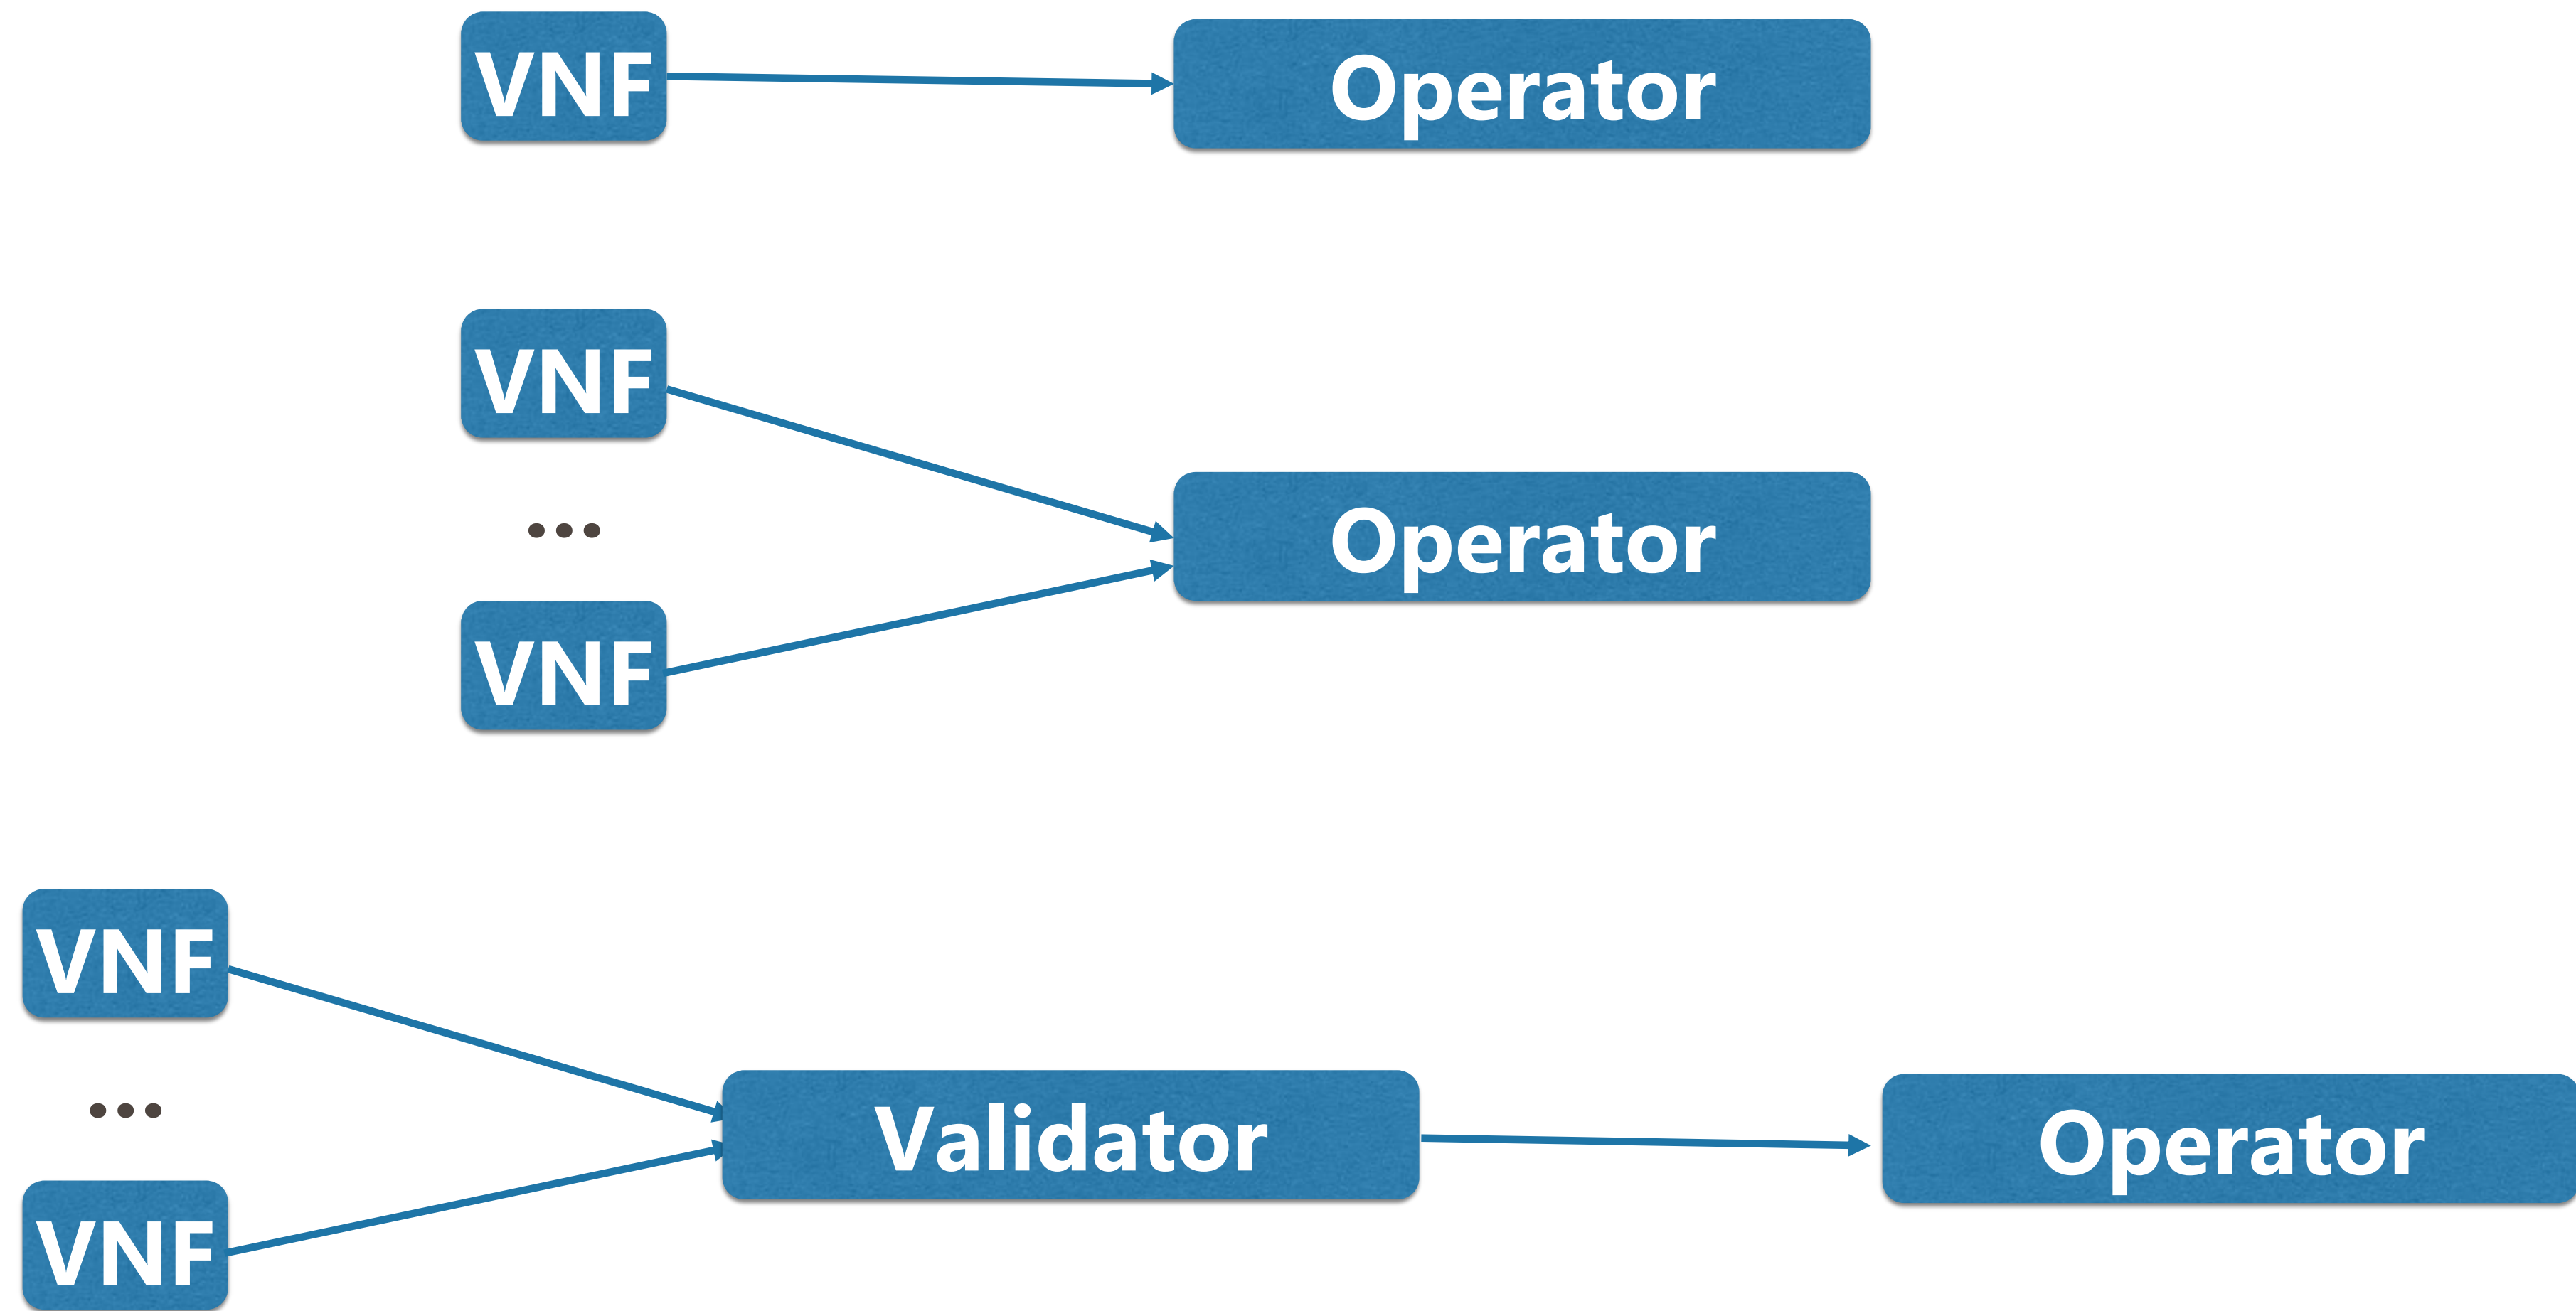 VNF
Operator
VNF
...
Operator
VNF
VNF
...
Validator
Operator
VNF